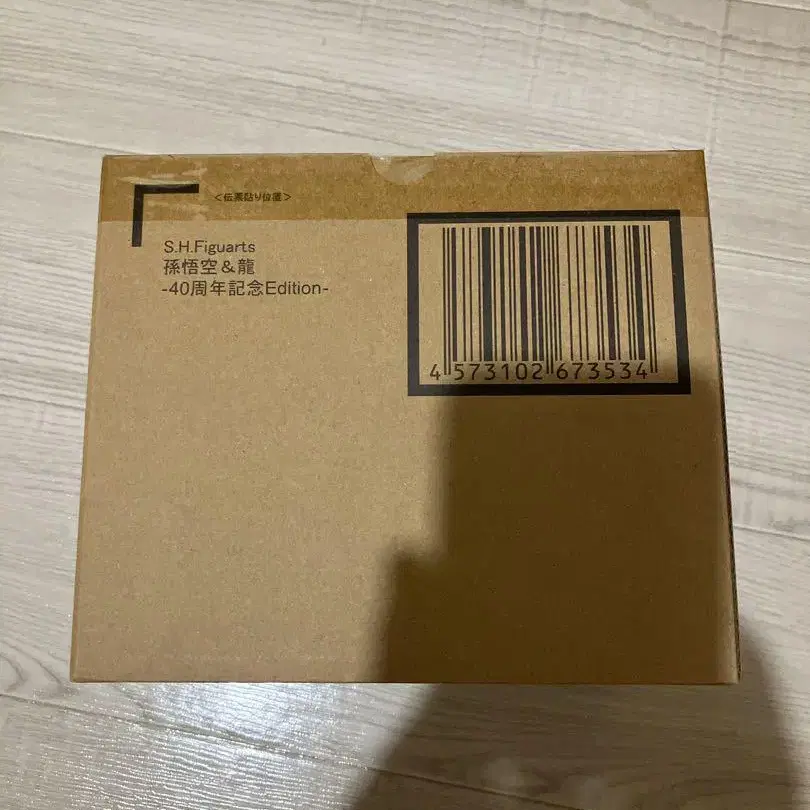 <伝票貼り位置>
S.H.Figuarts
孫悟空&龍
-40周年記念Edition-
4 573102 673534